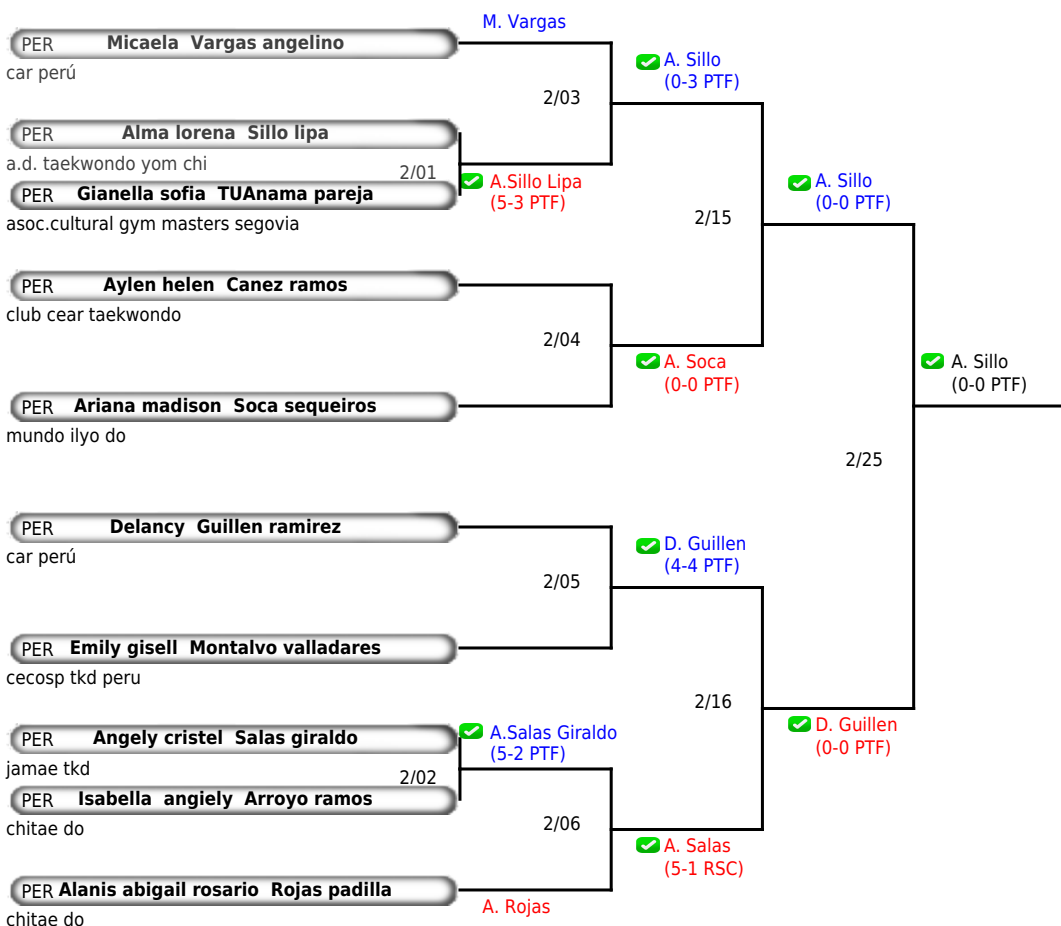 M. Vargas
PER Micaela Vargas angelino
car perú
A. Sillo
(0-3 PTF)
2/03
PER Alma lorena Sillo lipa
a.d. taekwondo yom chi
2/01
A.Sillo Lipa
(5-3 PTF)
PER Gianella sofia TUAnama pareja
asoc.cultural gym masters segovia
A. Sillo
(0-0 PTF)
2/15
PER Aylen helen Canez ramos
club cear taekwondo
2/04
A. Soca
(0-0 PTF)
A. Sillo
(0-0 PTF)
PER Ariana madison Soca sequeiros
mundo ilyo do
2/25
PER Delancy Guillen ramirez
car perú
D. Guillen
(4-4 PTF)
2/05
PER Emily gisell Montalvo valladares
cecosp tkd peru
2/16
D. Guillen
(0-0 PTF)
PER Angely cristel Salas giraldo
jamae tkd
A.Salas Giraldo
(5-2 PTF)
2/02
PER Isabella angiely Arroyo ramos
chitae do
2/06
A. Salas
(5-1 RSC)
PER Alanis abigail rosario Rojas padilla
chitae do
A. Rojas